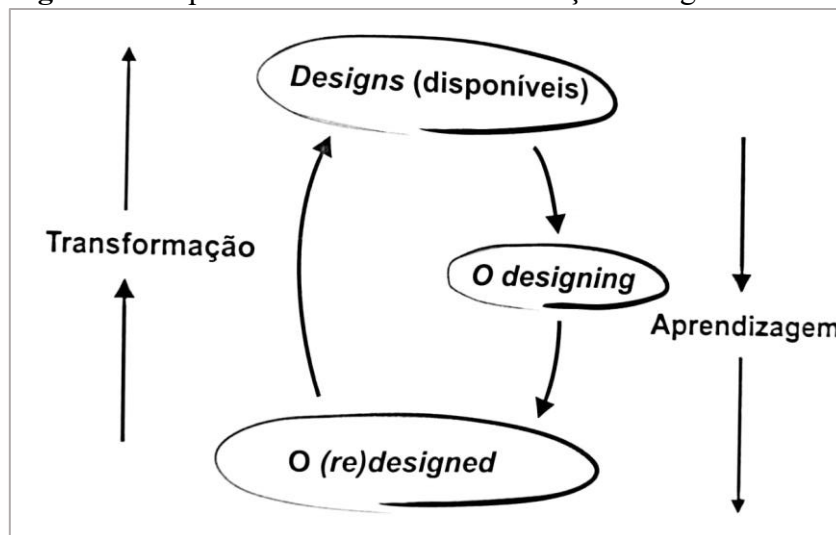 Designs (disponíveis)
Transformação
O designing
Aprendizagem
O (re)designed